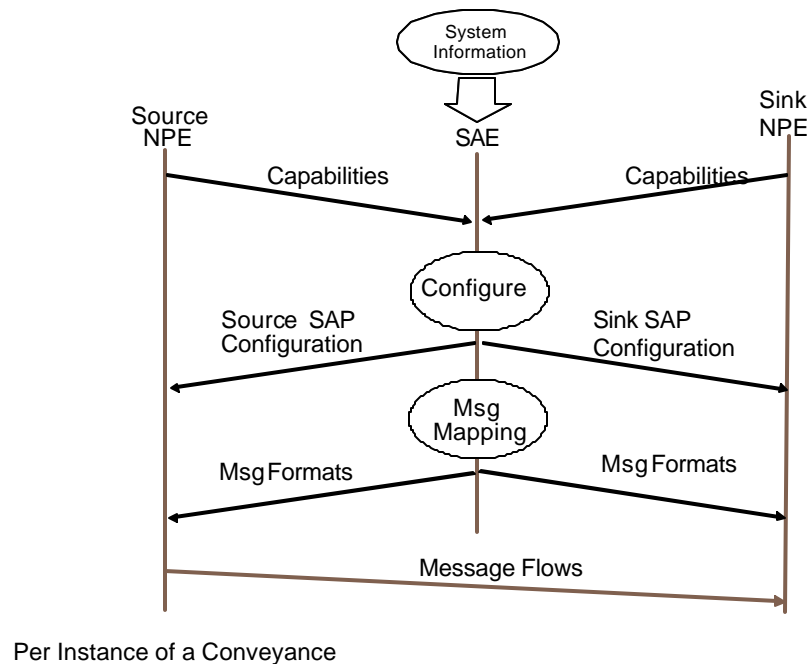 System
Information
Source
NPE
SAE
Sink
NPE
Capabilities
Capabilities
Configure
Source SAP
Configuration
Sink SAP
Configuration
Msg
Mapping
Msg Formats
Msg Formats
Message Flows
Per Instance of a Conveyance